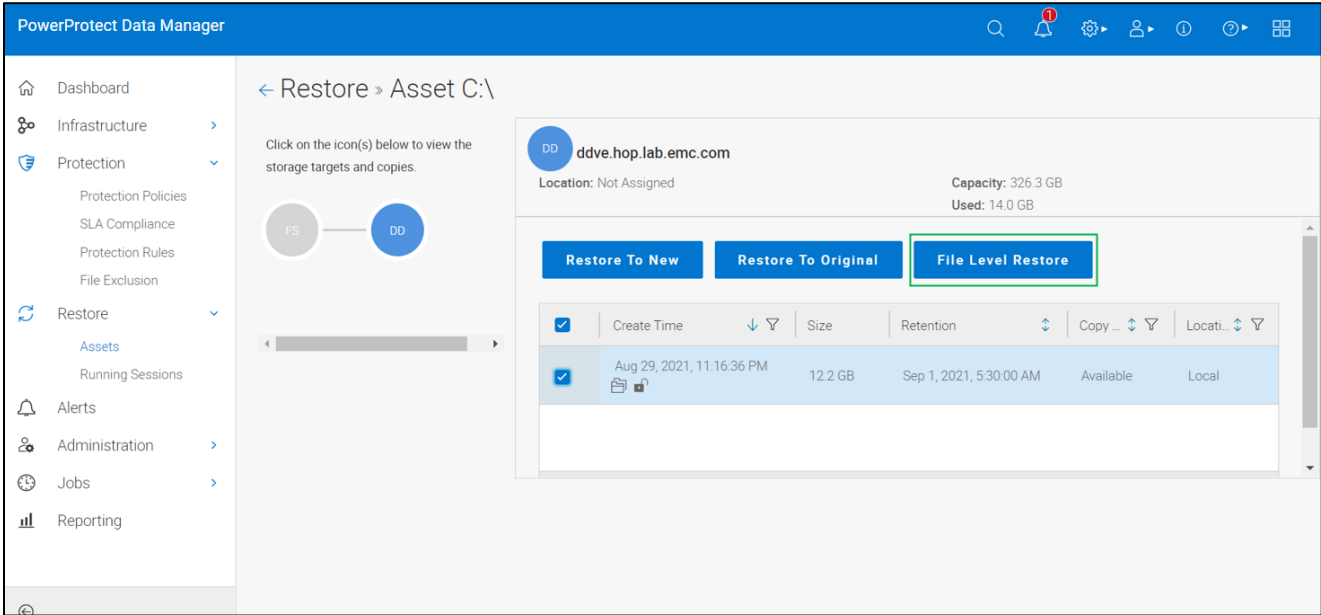 PowerProtect Data Manager
1
Dashboard
Infrastructure
Protection
Protection Policies
SLA Compliance
Protection Rules
File Exclusion
Restore
Assets
Running Sessions
Alerts
Administration
Jobs
Reporting
Restore » Asset C:\
Click on the icon(s) below to view the
storage targets and copies.
FS
DD
DD ddve.hop.lab.emc.com
Location: Not Assigned
Capacity: 326.3 GB
Used: 14.0 GB
Restore To New
Restore To Original
File Level Restore
Create Time Size Retention Copy ... Locati...
Aug 29, 2021, 11:16:36 PM 12.2 GB Sep 1, 2021, 5:30:00 AM Available Local